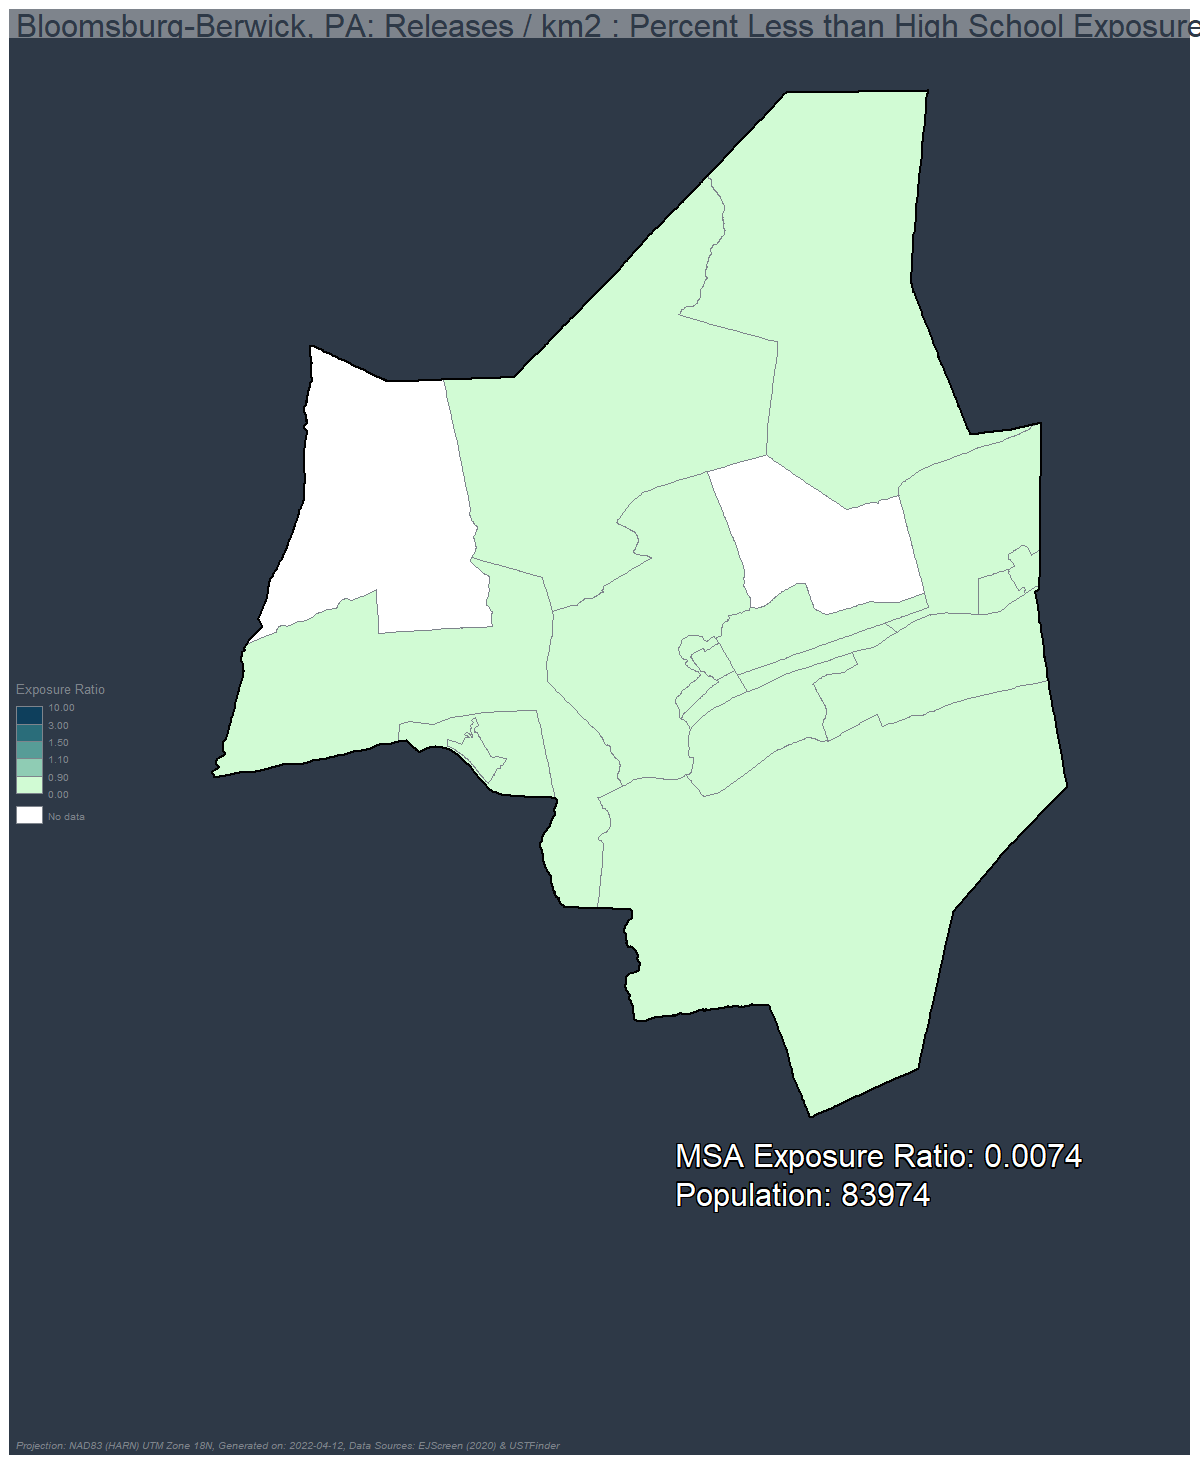 Bloomsburg-Berwick, PA: Releases / km2 : Percent Less than High School Exposure
Exposure Ratio
10.00
3.00
1.50
1.10
0.90
0.00
No data
MSA Exposure Ratio: 0.0074
Population: 83974
Projection: NAD83 (HARN) UTM Zone 18N, Generated on: 2022-04-12, Data Sources: EJScreen (2020) & USTFinder